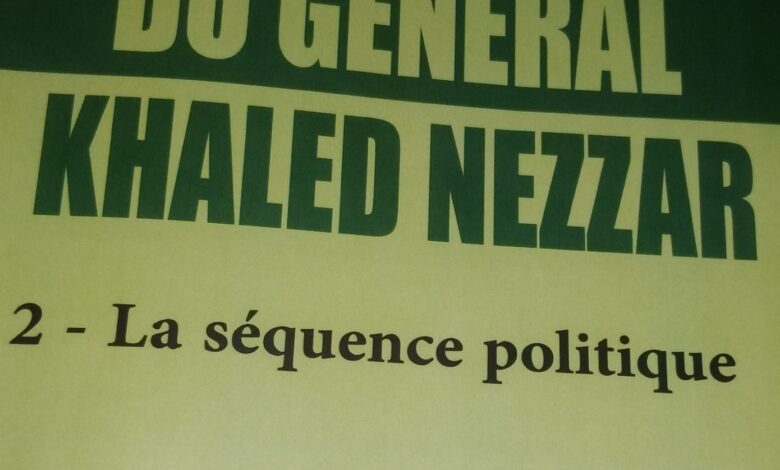 DU GÉNÉRAL
KHALED NEZZAR
2 - La séquence politique